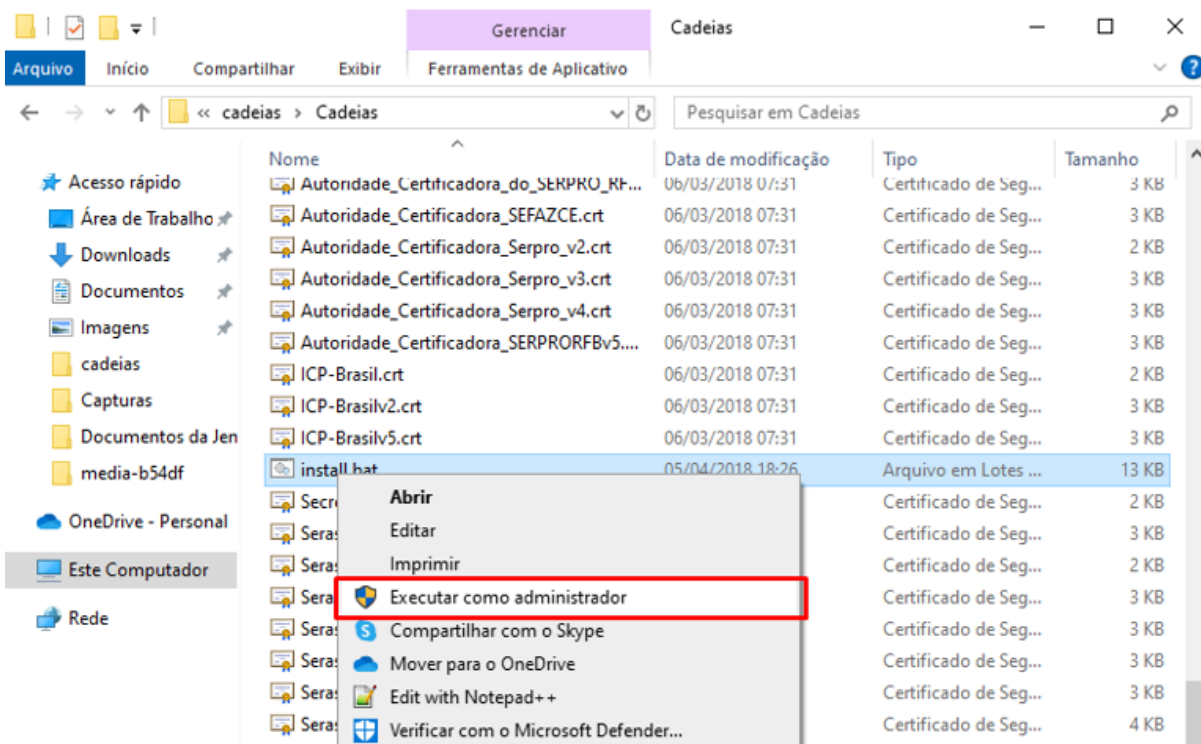 Gerenciar Cadeias
Arquivo Início Compartilhar Exibir Ferramentas de Aplicativo ?
« cadeias > Cadeias Pesquisar em Cadeias
Nome Data de modificação Tipo Tamanho
Acesso rápido
Área de Trabalho
Downloads
Documentos
Imagens
cadeias
Capturas
Documentos da Jen
media-b54df
OneDrive - Personal
Este Computador
Rede
Autoridade_Certificadora_do_SERPRO_RF... 06/03/2018 07:31 Certificado de Seg... 3 KB
Autoridade_Certificadora_SEFAZCE.crt 06/03/2018 07:31 Certificado de Seg... 3 KB
Autoridade_Certificadora_Serpro_v2.crt 06/03/2018 07:31 Certificado de Seg... 2 KB
Autoridade_Certificadora_Serpro_v3.crt 06/03/2018 07:31 Certificado de Seg... 3 KB
Autoridade_Certificadora_Serpro_v4.crt 06/03/2018 07:31 Certificado de Seg... 3 KB
Autoridade_Certificadora_SERPRORFBv5.... 06/03/2018 07:31 Certificado de Seg... 3 KB
ICP-Brasil.crt 06/03/2018 07:31 Certificado de Seg... 2 KB
ICP-Brasilv2.crt 06/03/2018 07:31 Certificado de Seg... 3 KB
ICP-Brasilv5.crt 06/03/2018 07:31 Certificado de Seg... 3 KB
install.bat 05/04/2018 18:26 Arquivo em Lotes ... 13 KB
Certificado de Seg... 2 KB
Certificado de Seg... 3 KB
Certificado de Seg... 2 KB
Certificado de Seg... 3 KB
Certificado de Seg... 3 KB
Certificado de Seg... 3 KB
Certificado de Seg... 3 KB
Certificado de Seg... 4 KB
Abrir
Editar
Imprimir
Executar como administrador
Compartilhar com o Skype
Mover para o OneDrive
Edit with Notepad++
Verificar com o Microsoft Defender...